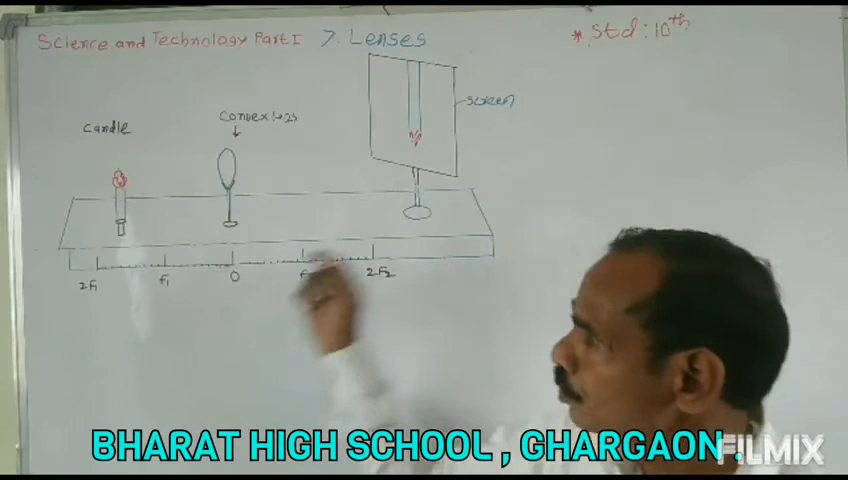 Science and Technology Part I 7. Lenses
* Std : 10th
screen
convex lens
candle
2F1 F1 O 2F2
BHARAT HIGH SCHOOL , GHARGAON .
FILMIX